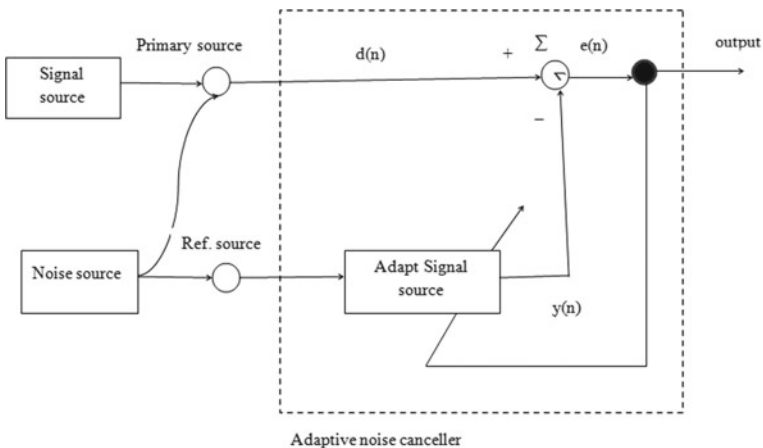 Primary source
d(n)
+
Σ
e(n)
output
Signal
source
−
Ref. source
Noise source
Adapt Signal
source
y(n)
Adaptive noise canceller